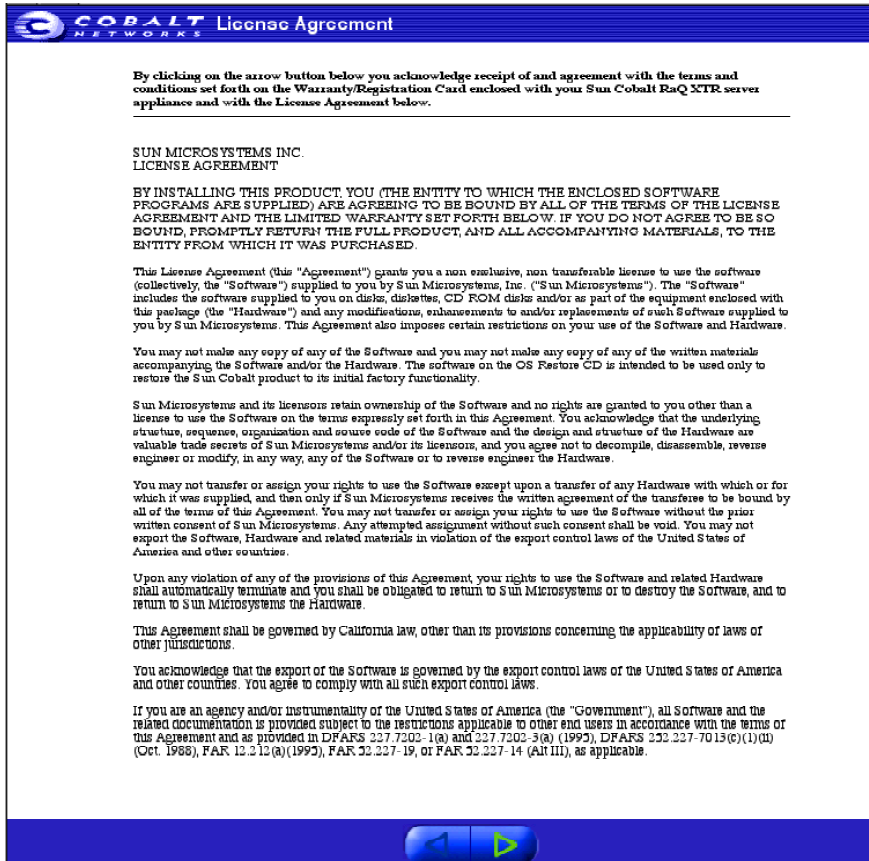 COBALT License Agreement
NETWORKS
By clicking on the arrow button below you acknowledge receipt of and agreement with the terms and
conditions set forth on the Warranty/Registration Card enclosed with your Sun Cobalt RaQ XTR server
appliance and with the License Agreement below.
SUN MICROSYSTEMS INC.
LICENSE AGREEMENT
BY INSTALLING THIS PRODUCT, YOU (THE ENTITY TO WHICH THE ENCLOSED SOFTWARE
PROGRAMS ARE SUPPLIED) ARE AGREEING TO BE BOUND BY ALL OF THE TERMS OF THE LICENSE
AGREEMENT AND THE LIMITED WARRANTY SET FORTH BELOW. IF YOU DO NOT AGREE TO BE SO
BOUND, PROMPTLY RETURN THE FULL PRODUCT, AND ALL ACCOMPANYING MATERIALS, TO THE
ENTITY FROM WHICH IT WAS PURCHASED.
This License Agreement (this "Agreement") grants you a non exclusive, non transferable license to use the software
(collectively, the "Software") supplied to you by Sun Microsystems, Inc. ("Sun Microsystems"). The "Software"
includes the software supplied to you on disks, diskettes, CD ROM disks and/or as part of the equipment enclosed with
this package (the "Hardware") and any modifications, enhancements to and/or replacements of such Software supplied to
you by Sun Microsystems. This Agreement also imposes certain restrictions on your use of the Software and Hardware.
You may not make any copy of any of the Software and you may not make any copy of any of the written materials
accompanying the Software and/or the Hardware. The software on the OS Restore CD is intended to be used only to
restore the Sun Cobalt product to its initial factory functionality.
Sun Microsystems and its licensors retain ownership of the Software and no rights are granted to you other than a
license to use the Software on the terms expressly set forth in this Agreement. You acknowledge that the underlying
structure, sequence, organization and source code of the Software and the design and structure of the Hardware are
valuable trade secrets of Sun Microsystems and/or its licensors, and you agree not to decompile, disassemble, reverse
engineer or modify, in any way, any of the Software or to reverse engineer the Hardware.
You may not transfer or assign your rights to use the Software except upon a transfer of any Hardware with which or for
which it was supplied, and then only if Sun Microsystems receives the written agreement of the transferee to be bound by
all of the terms of this Agreement. You may not transfer or assign your rights to use the Software without the prior
written consent of Sun Microsystems. Any attempted assignment without such consent shall be void. You may not
export the Software, Hardware and related materials in violation of the export control laws of the United States of
America and other countries.
Upon any violation of any of the provisions of this Agreement, your rights to use the Software and related Hardware
shall automatically terminate and you shall be obligated to return to Sun Microsystems or to destroy the Software, and to
return to Sun Microsystems the Hardware.
This Agreement shall be governed by California law, other than its provisions concerning the applicability of laws of
other jurisdictions.
You acknowledge that the export of the Software is governed by the export control laws of the United States of America
and other countries. You agree to comply with all such export control laws.
If you are an agency and/or instrumentality of the United States of America (the "Government"), all Software and the
related documentation is provided subject to the restrictions applicable to other end users in accordance with the terms of
this Agreement and as provided in DFARS 227.7202-1(a) and 227.7202-3(a) (1995), DFARS 252.227-7013(c)(1)(ii)
(Oct. 1988), FAR 12.212(a)(1995), FAR 52.227-19, or FAR 52.227-14 (Alt III), as applicable.